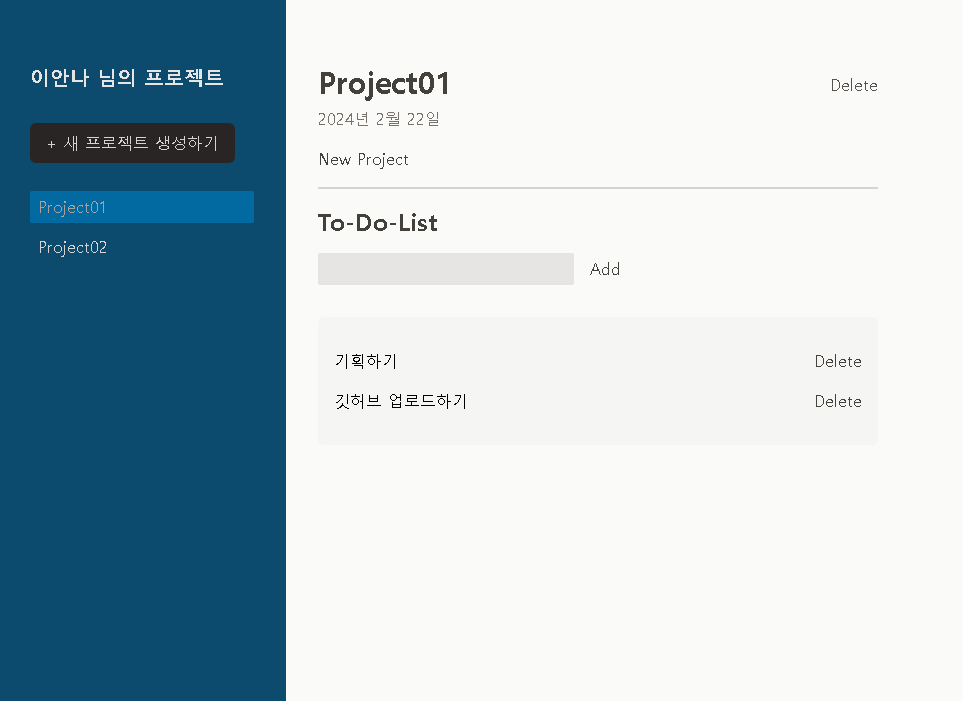 이안나 님의 프로젝트
+ 새 프로젝트 생성하기
Project01
Project02
Project01
Delete
2024년 2월 22일
New Project
To-Do-List
Add
기획하기
Delete
깃허브 업로드하기
Delete